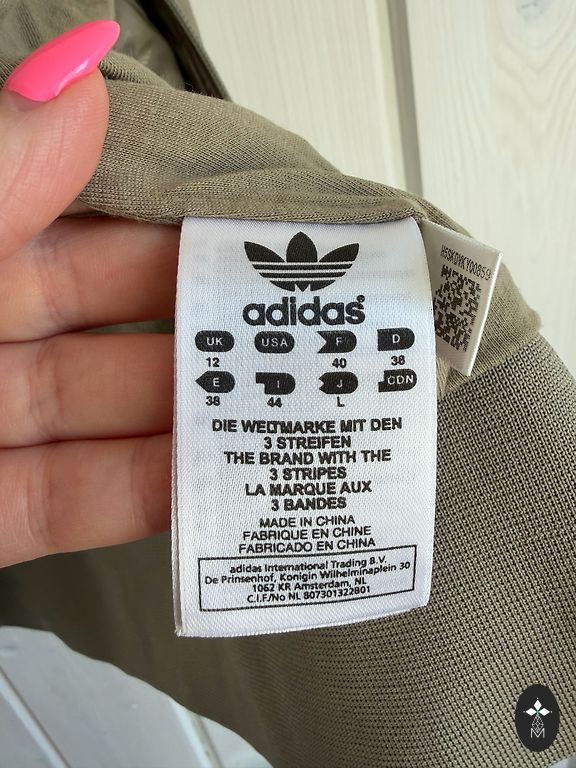 adidas
UK USA F D
12 40 38
E I J CDN
38 44 L
DIE WELTMARKE MIT DEN
3 STREIFEN
THE BRAND WITH THE
3 STRIPES
LA MARQUE AUX
3 BANDES
MADE IN CHINA
FABRIQUE EN CHINE
FABRICADO EN CHINA
adidas International Trading B.V.
De Prinsenhof, Konigin Wilhelminaplein 30
1062 KR Amsterdam, NL
C.I.F/No NL 807301322B01
H5SKGVKY00859
M